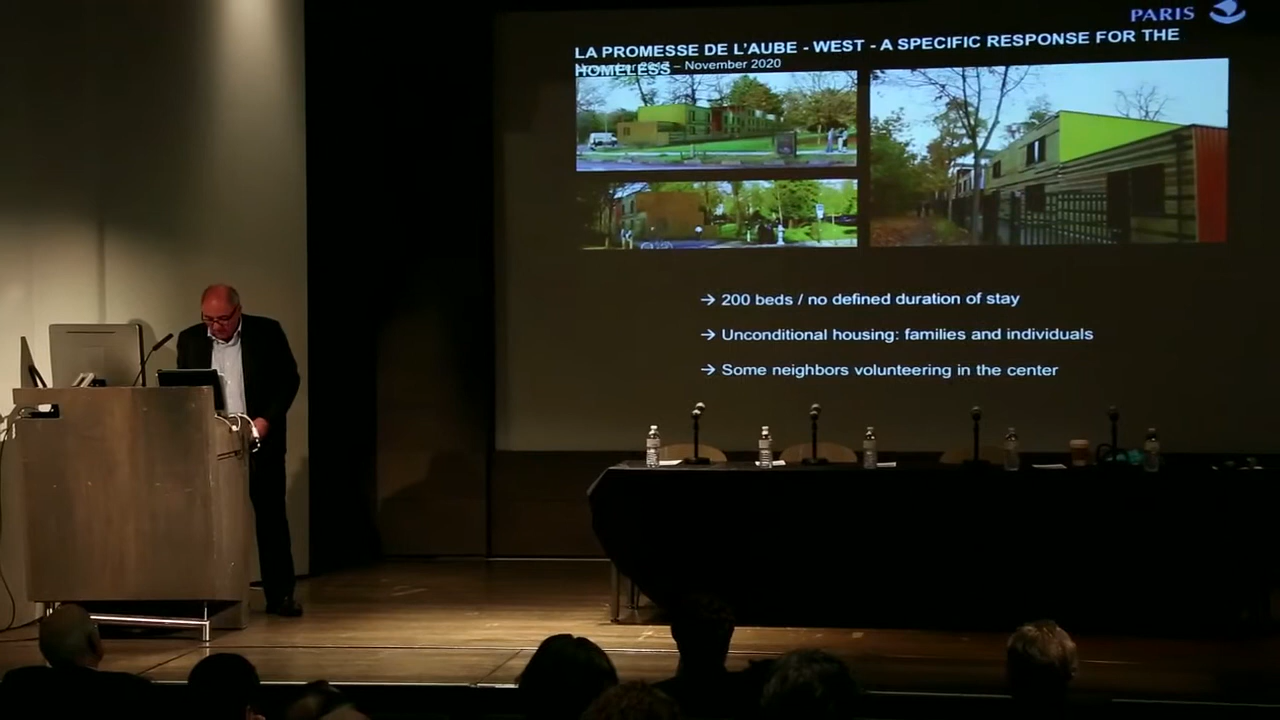 PARIS
LA PROMESSE DE L'AUBE - WEST - A SPECIFIC RESPONSE FOR THE
HOMELESS
– November 2020
→ 200 beds / no defined duration of stay
→ Unconditional housing: families and individuals
→ Some neighbors volunteering in the center